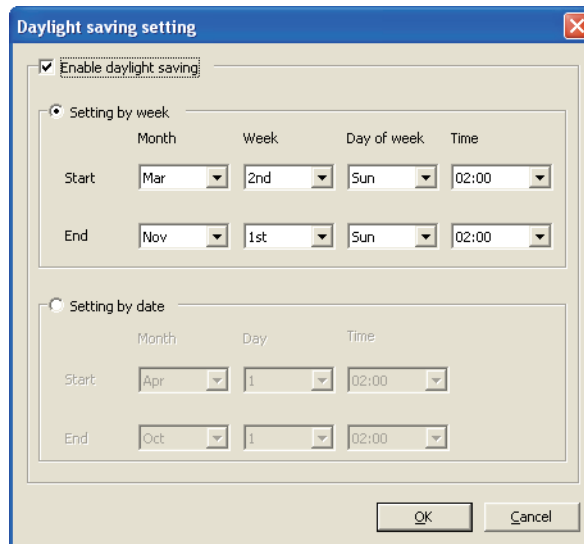 Daylight saving setting
Enable daylight saving
Setting by week
Month Week Day of week Time
Start Mar 2nd Sun 02:00
End Nov 1st Sun 02:00
Setting by date
Month Day Time
Start Apr 1 02:00
End Oct 1 02:00
OK Cancel